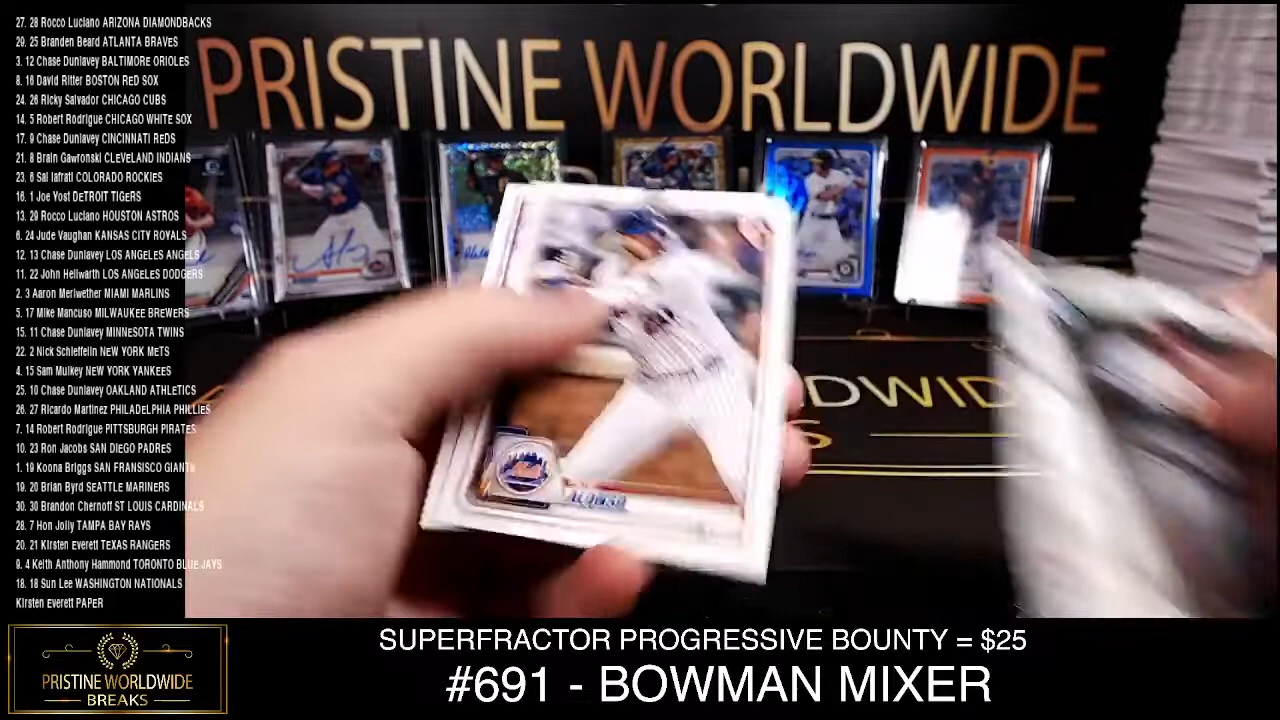 27. 28 Rocco Luciano ARIZONA DIAMONDBACKS
29. 25 Branden Beard ATLANTA BRAVES
3. 12 Chase Dunlavey BALTIMORE ORIOLES
8. 16 David Ritter BOSTON RED SOX
24. 26 Ricky Salvador CHICAGO CUBS
14. 5 Robert Rodrigue CHICAGO WHITE SOX
17. 9 Chase Dunlavey CINCINNATI REDS
21. 8 Brain Gawronski CLEVELAND INDIANS
23. 6 Sal Iafrati COLORADO ROCKIES
16. 1 Joe Yost DETROIT TIGERS
13. 29 Rocco Luciano HOUSTON ASTROS
6. 24 Jude Vaughan KANSAS CITY ROYALS
12. 13 Chase Dunlavey LOS ANGELES ANGELS
11. 22 John Hellwarth LOS ANGELES DODGERS
2. 3 Aaron Meriwether MIAMI MARLINS
5. 17 Mike Mancuso MILWAUKEE BREWERS
15. 11 Chase Dunlavey MINNESOTA TWINS
22. 2 Nick Schieffelin NEW YORK METS
4. 15 Sam Mulkey NEW YORK YANKEES
25. 10 Chase Dunlavey OAKLAND ATHLETICS
26. 27 Ricardo Martinez PHILADELPHIA PHILLIES
7. 14 Robert Rodrigue PITTSBURGH PIRATES
10. 23 Ron Jacobs SAN DIEGO PADRES
1. 19 Koona Briggs SAN FRANSISCO GIANTS
19. 20 Brian Byrd SEATTLE MARINERS
30. 30 Brandon Chernoff ST LOUIS CARDINALS
28. 7 Hon Jolly TAMPA BAY RAYS
20. 21 Kirsten Everett TEXAS RANGERS
9. 4 Keith Anthony Hammond TORONTO BLUE JAYS
18. 18 Sun Lee WASHINGTON NATIONALS
Kirsten Everett PAPER
PRISTINE WORLDWIDE
ALONSO
DWID
S
PRISTINE WORLDWIDE
BREAKS
SUPERFRACTOR PROGRESSIVE BOUNTY = $25
#691 - BOWMAN MIXER